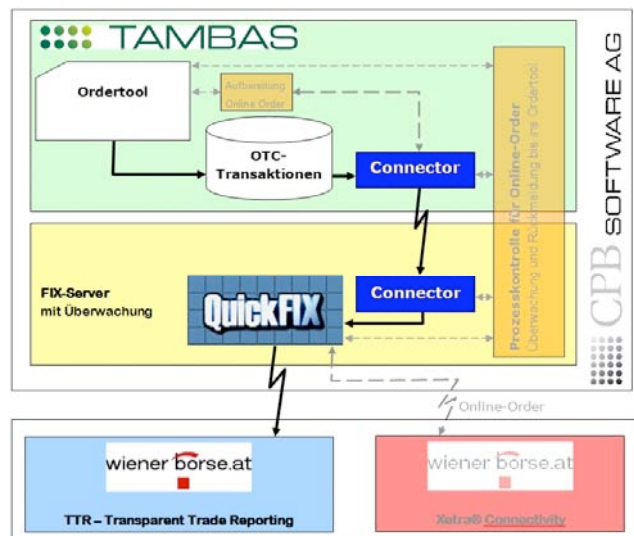 TAMBAS
Ordertool
Aufbereitung
Online Order
OTC-
Transaktionen
Connector
Prozesskontrolle für Online-Order
Überwachung und Rückmeldung bis ins Ordertool
CPB SOFTWARE AG
FIX-Server
mit Überwachung
QuickFIX
Connector
Online-Order
wiener börse.at
TTR – Transparent Trade Reporting
wiener börse.at
Xetra® Connectivity